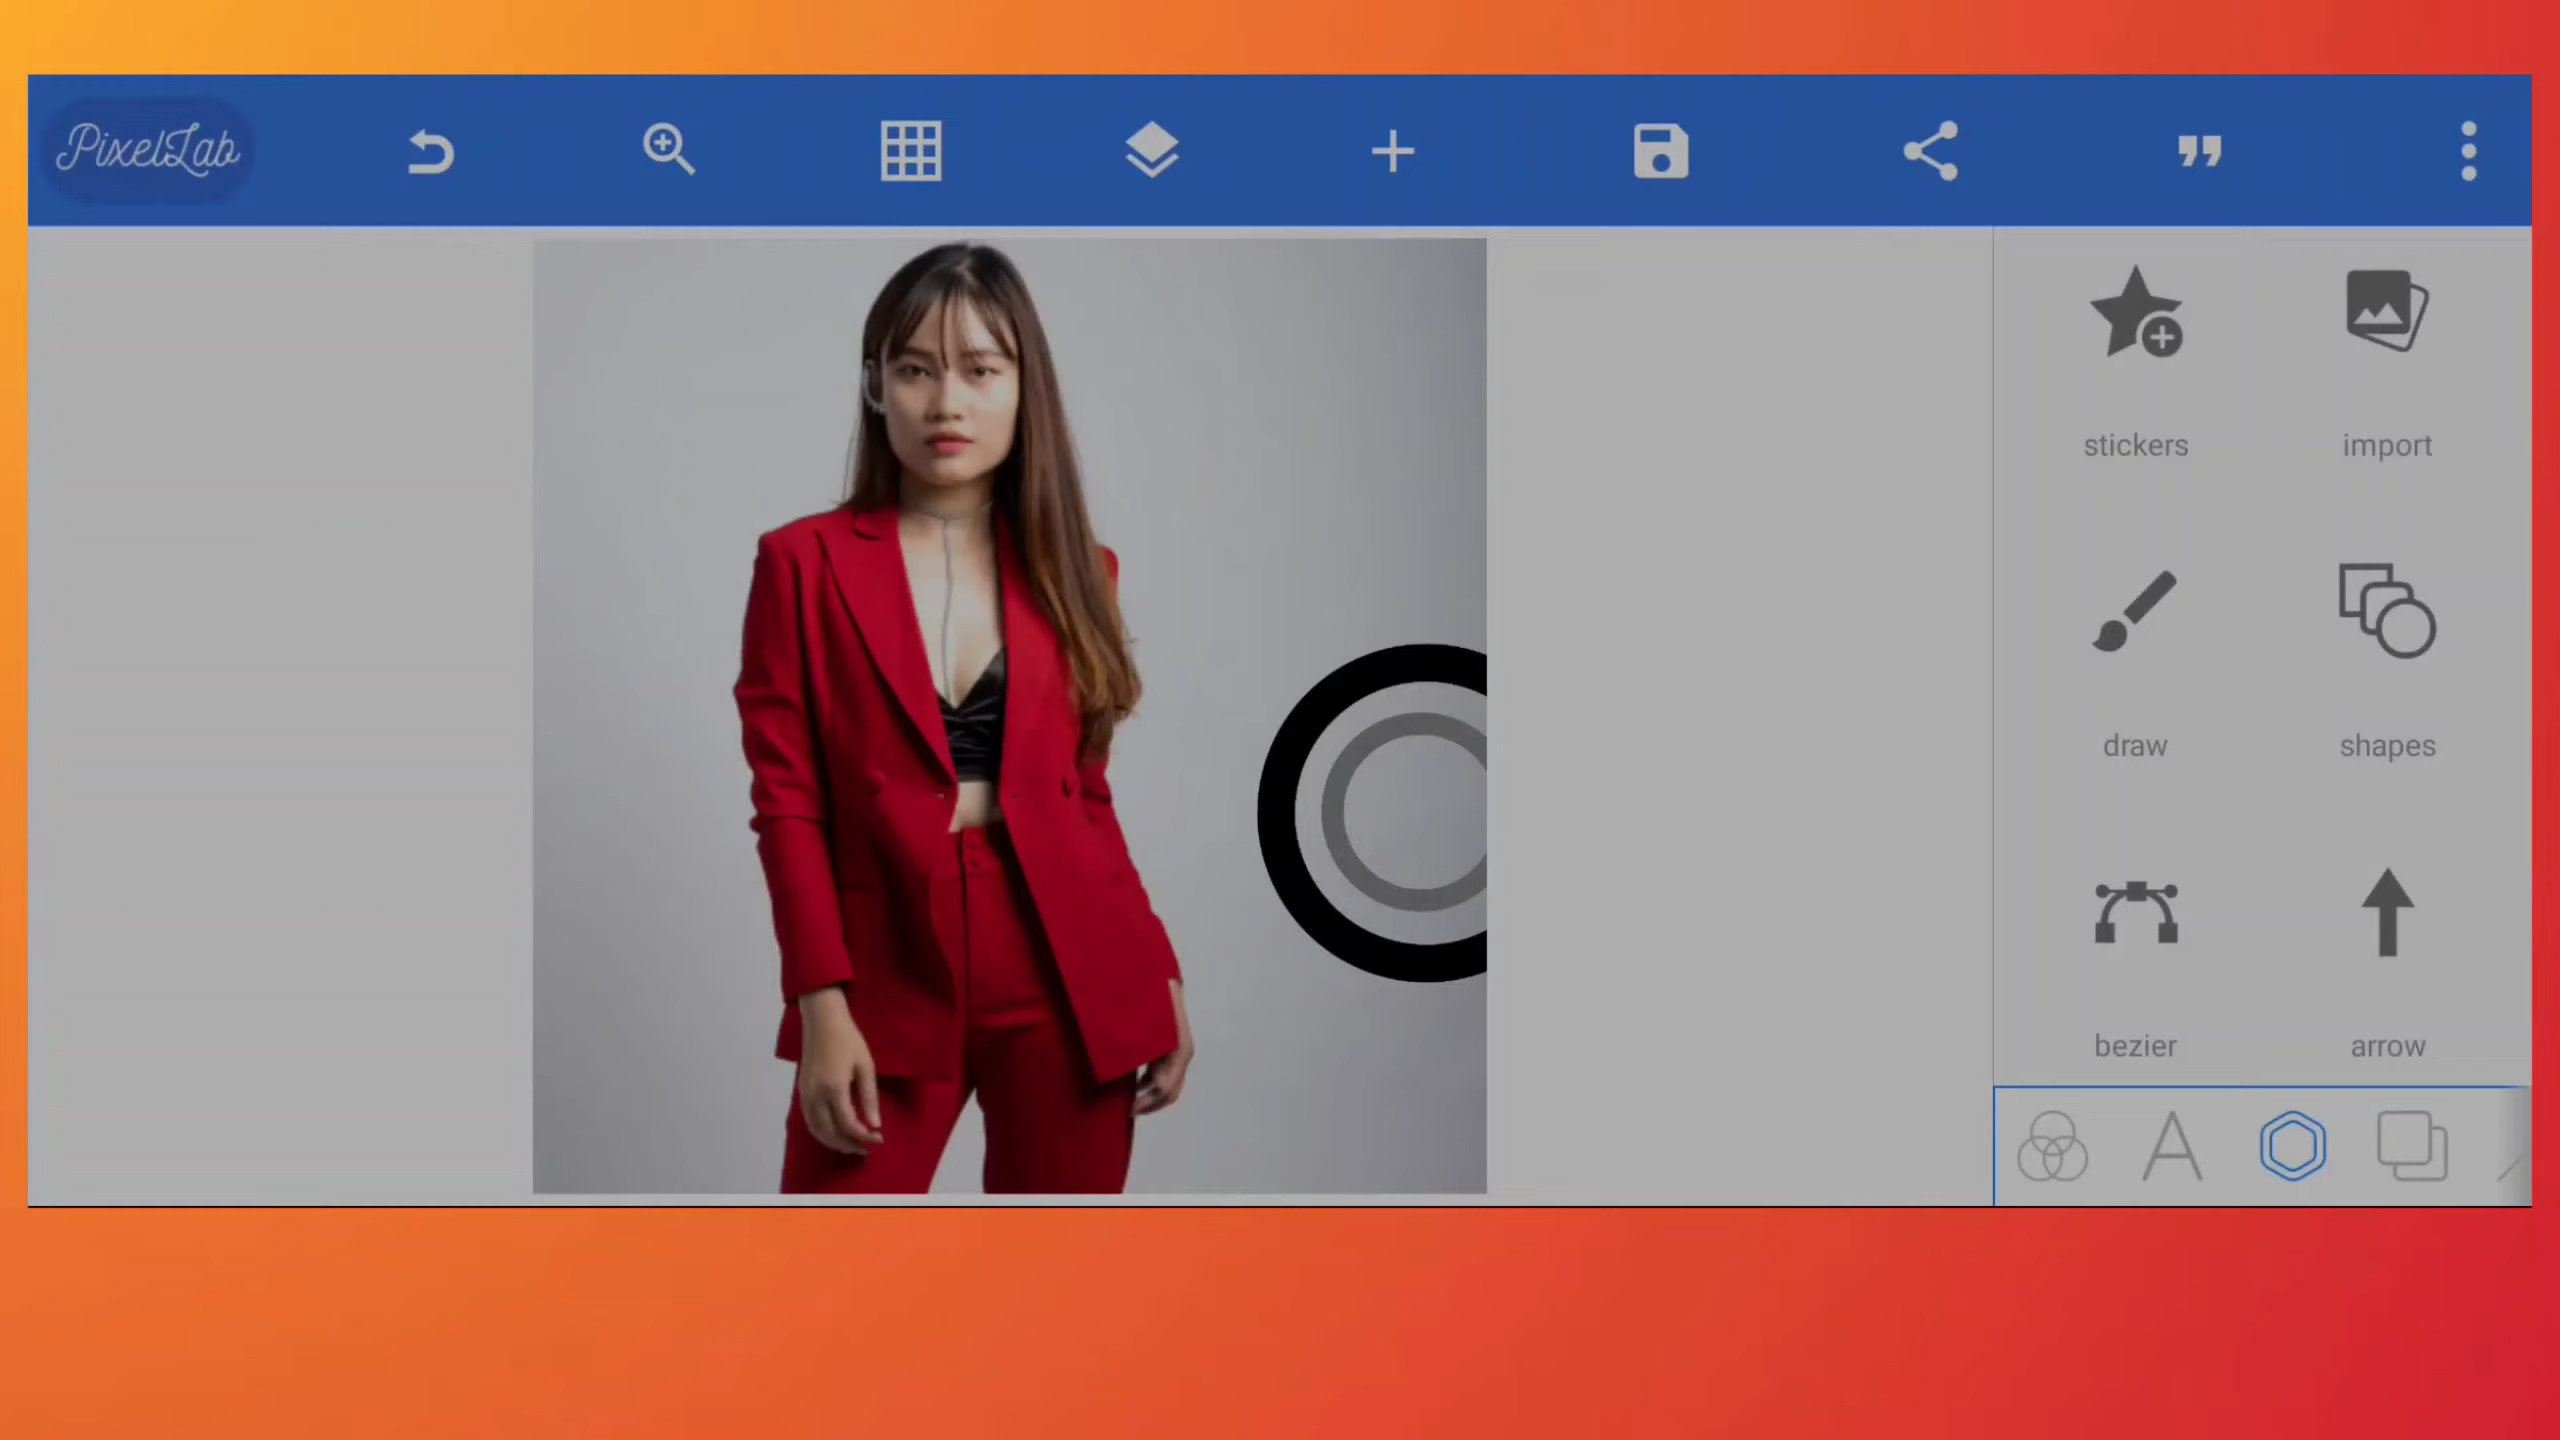 PixelLab
stickers
import
draw
shapes
bezier
arrow